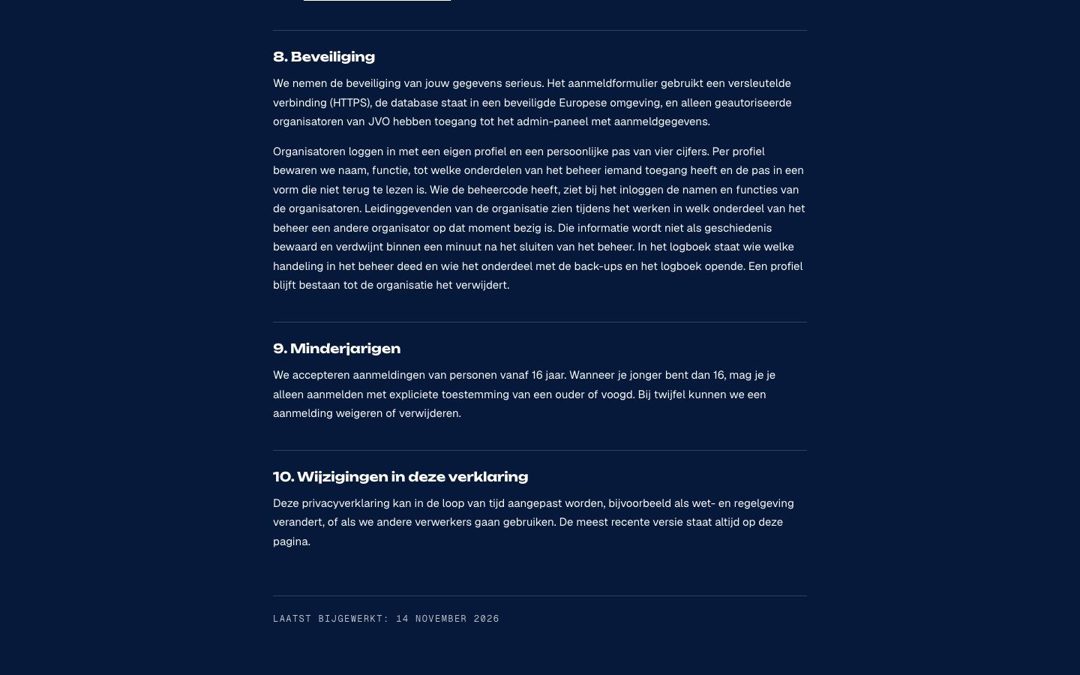 8. Beveiliging
We nemen de beveiliging van jouw gegevens serieus. Het aanmeldformulier gebruikt een versleutelde
verbinding (HTTPS), de database staat in een beveiligde Europese omgeving, en alleen geautoriseerde
organisatoren van JVO hebben toegang tot het admin-paneel met aanmeldgegevens.
Organisatoren loggen in met een eigen profiel en een persoonlijke pas van vier cijfers. Per profiel
bewaren we naam, functie, tot welke onderdelen van het beheer iemand toegang heeft en de pas in een
vorm die niet terug te lezen is. Wie de beheercode heeft, ziet bij het inloggen de namen en functies van
de organisatoren. Leidinggevenden van de organisatie zien tijdens het werken in welk onderdeel van het
beheer een andere organisator op dat moment bezig is. Die informatie wordt niet als geschiedenis
bewaard en verdwijnt binnen een minuut na het sluiten van het beheer. In het logboek staat wie welke
handeling in het beheer deed en wie het onderdeel met de back-ups en het logboek opende. Een profiel
blijft bestaan tot de organisatie het verwijdert.
9. Minderjarigen
We accepteren aanmeldingen van personen vanaf 16 jaar. Wanneer je jonger bent dan 16, mag je je
alleen aanmelden met expliciete toestemming van een ouder of voogd. Bij twijfel kunnen we een
aanmelding weigeren of verwijderen.
10. Wijzigingen in deze verklaring
Deze privacyverklaring kan in de loop van tijd aangepast worden, bijvoorbeeld als wet- en regelgeving
verandert, of als we andere verwerkers gaan gebruiken. De meest recente versie staat altijd op deze
pagina.
LAATST BIJGEWERKT: 14 NOVEMBER 2026